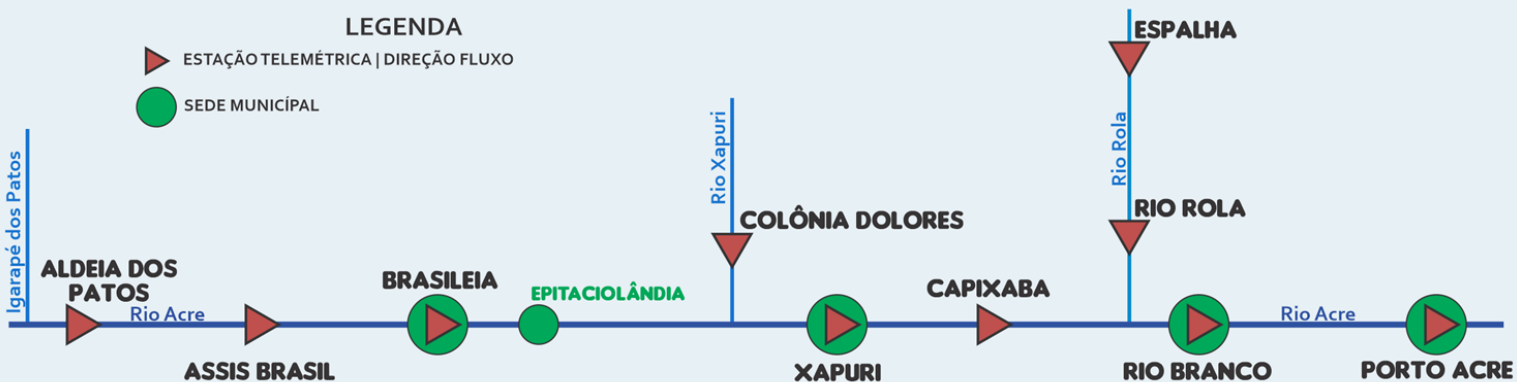 LEGENDA
ESTAÇÃO TELEMÉTRICA | DIREÇÃO FLUXO
SEDE MUNICÍPAL
Igarapé dos Patos
ALDEIA DOS
PATOS
Rio Acre
ASSIS BRASIL
BRASILEIA
EPITACIOLÂNDIA
Rio Xapuri
COLÔNIA DOLORES
XAPURI
CAPIXABA
ESPALHA
Rio Rola
RIO ROLA
RIO BRANCO
Rio Acre
PORTO ACRE